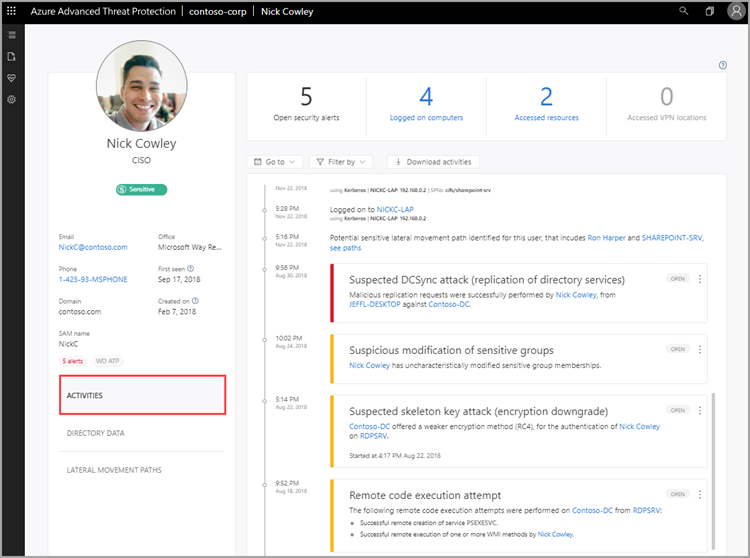 Azure Advanced Threat Protection | contoso-corp | Nick Cowley
Nick Cowley
CISO
S Sensitive
Email
NickC@contoso.com
Office
Microsoft Way Re...
Phone
1-425-93-MSPHONE
First seen
Sep 17, 2018
Domain
contoso.com
Created on
Feb 7, 2018
SAM name
NickC
5 alerts
WD ATP
ACTIVITIES
DIRECTORY DATA
LATERAL MOVEMENT PATHS
5
Open security alerts
4
Logged on computers
2
Accessed resources
0
Accessed VPN locations
Go to
Filter by
Download activities
Nov 22, 2018
using Kerberos | NICKC-LAP: 192.168.0.2 | SPNs: cifs/sharepoint-srv
5:28 PM
Nov 22, 2018
Logged on to NICKC-LAP
using Kerberos | NICKC-LAP: 192.168.0.2
5:16 PM
Nov 22, 2018
Potential sensitive lateral movement path identified for this user, that incudes Ron Harper and SHAREPOINT-SRV,
see paths
9:56 PM
Aug 30, 2018
Suspected DCSync attack (replication of directory services)
OPEN
Malicious replication requests were successfully performed by Nick Cowley, from
JEFFL-DESKTOP against Contoso-DC.
10:02 PM
Aug 24, 2018
Suspicious modification of sensitive groups
OPEN
Nick Cowley has uncharacteristically modified sensitive group memberships.
5:14 PM
Aug 22, 2018
Suspected skeleton key attack (encryption downgrade)
OPEN
Contoso-DC offered a weaker encryption method (RC4), for the authentication of Nick Cowley
on RDPSRV.
Started at 4:17 PM Aug 22, 2018
9:52 PM
Aug 18, 2018
Remote code execution attempt
OPEN
The following remote code execution attempts were performed on Contoso-DC from RDPSRV:
• Successful remote creation of service PSEXESVC.
• Successful remote execution of one or more WMI methods by Nick Cowley.